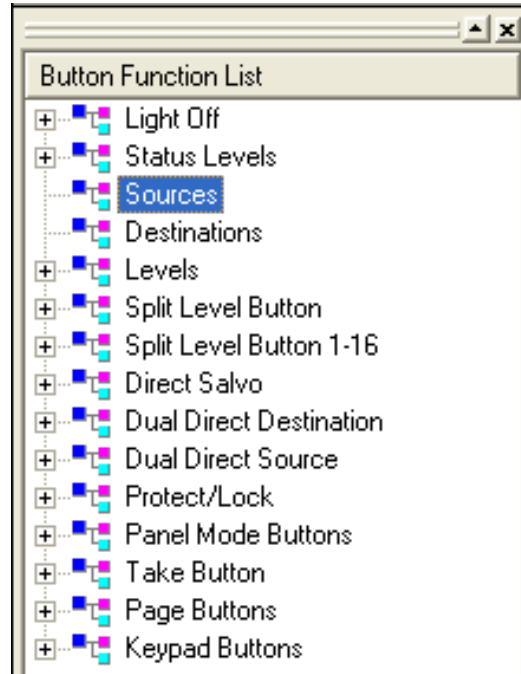 Button Function List
Light Off
Status Levels
Sources
Destinations
Levels
Split Level Button
Split Level Button 1-16
Direct Salvo
Dual Direct Destination
Dual Direct Source
Protect/Lock
Panel Mode Buttons
Take Button
Page Buttons
Keypad Buttons